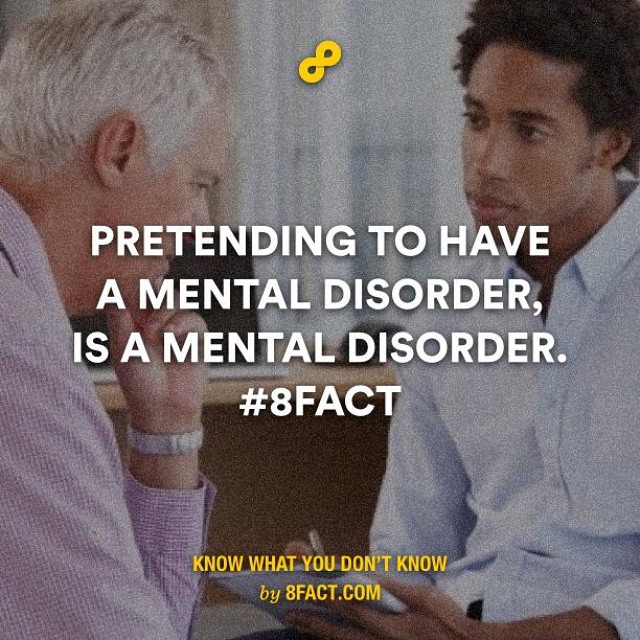 PRETENDING TO HAVE
A MENTAL DISORDER,
IS A MENTAL DISORDER.
#8FACT
KNOW WHAT YOU DON'T KNOW
by 8FACT.COM